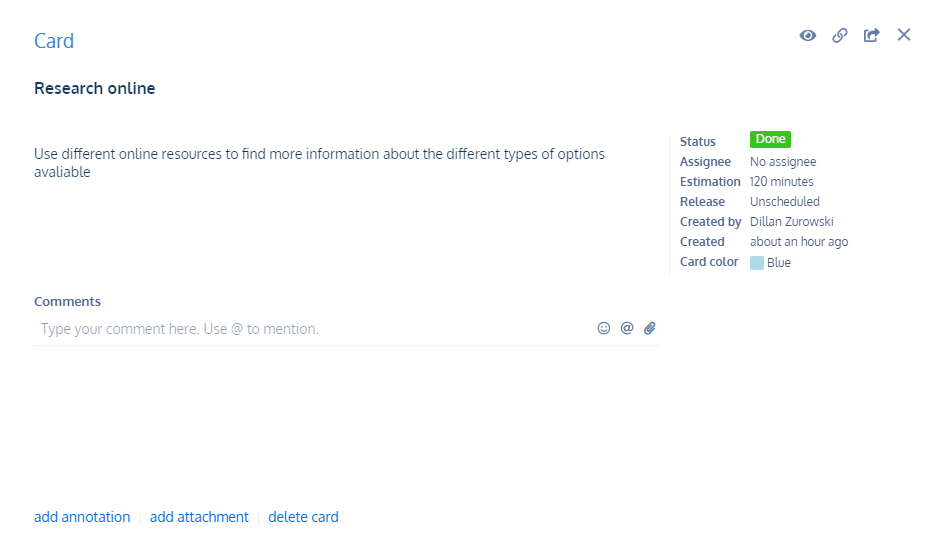 Card
Research online
Use different online resources to find more information about the different types of options
avaliable
Status Done
Assignee No assignee
Estimation 120 minutes
Release Unscheduled
Created by Dillan Zurowski
Created about an hour ago
Card color Blue
Comments
Type your comment here. Use @ to mention.
@
add annotation | add attachment | delete card